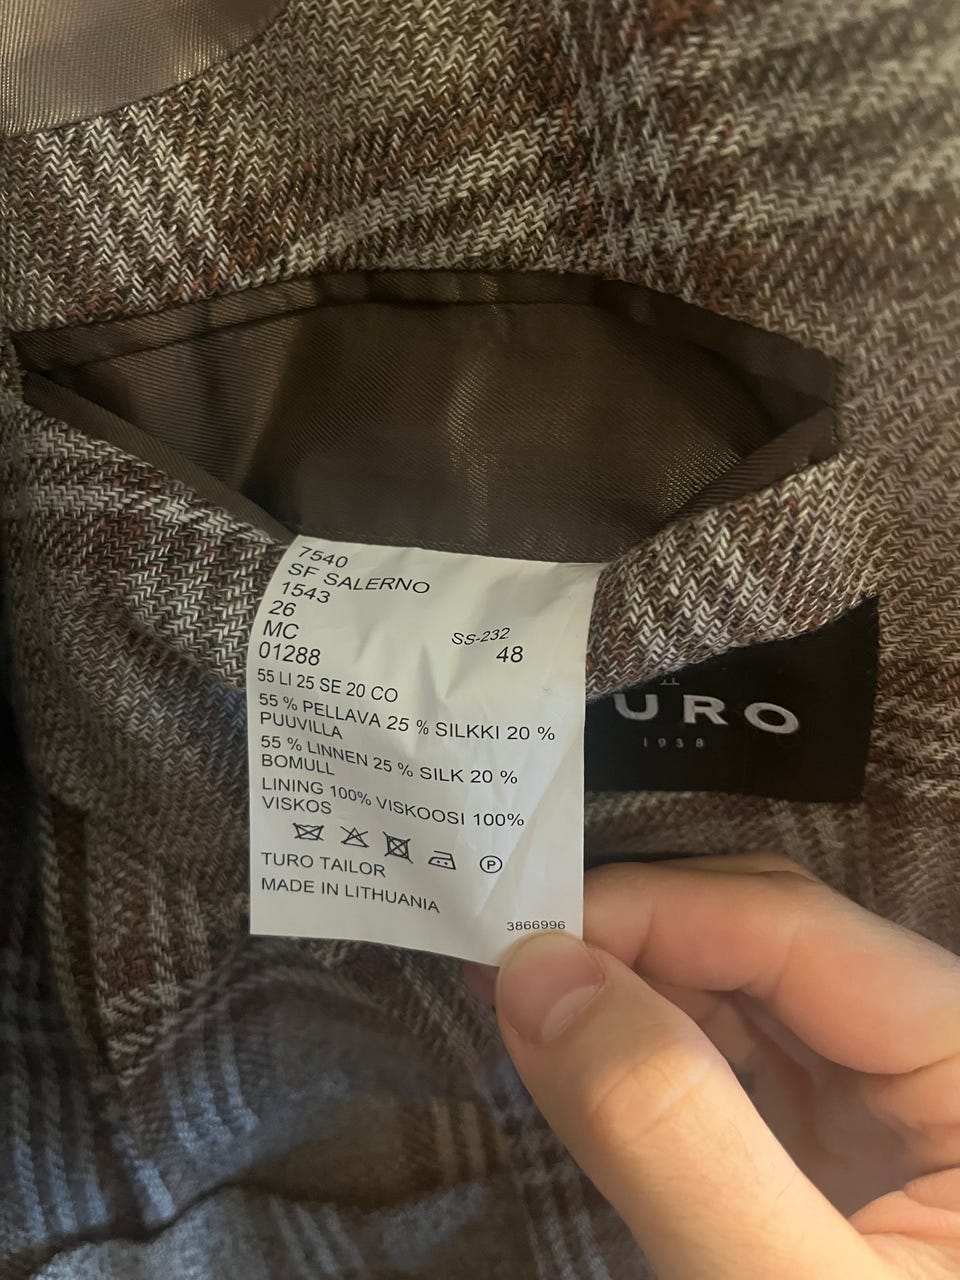 7540
SF SALERNO
1543
26
MC
SS-232
01288
48
55 LI 25 SE 20 CO
55 % PELLAVA 25 % SILKKI 20 %
PUUVILLA
55 % LINNEN 25 % SILK 20 %
BOMULL
LINING 100% VISKOOSI 100%
VISKOS
P
TURO TAILOR
MADE IN LITHUANIA
3866996
URO
1938